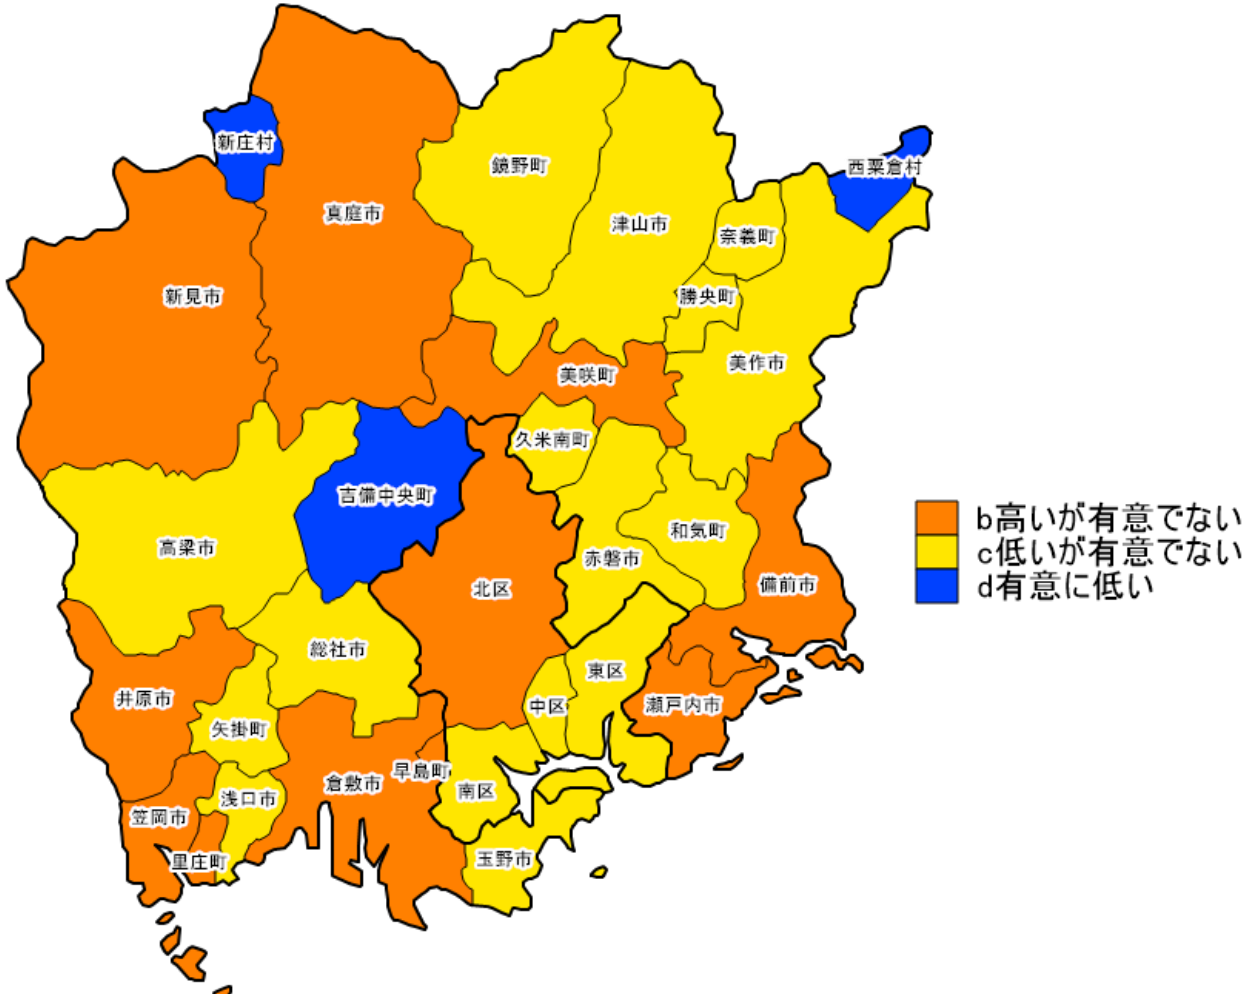 新庄村
西粟倉村
鏡野町
真庭市
津山市
奈義町
新見市
勝央町
美作市
美咲町
久米南町
吉備中央町
b高いが有意でない
c低いが有意でない
d有意に低い
和気町
高梁市
赤磐市
備前市
北区
総社市
東区
井原市
瀬戸内市
中区
矢掛町
早島町
倉敷市
南区
浅口市
笠岡市
里庄町
玉野市